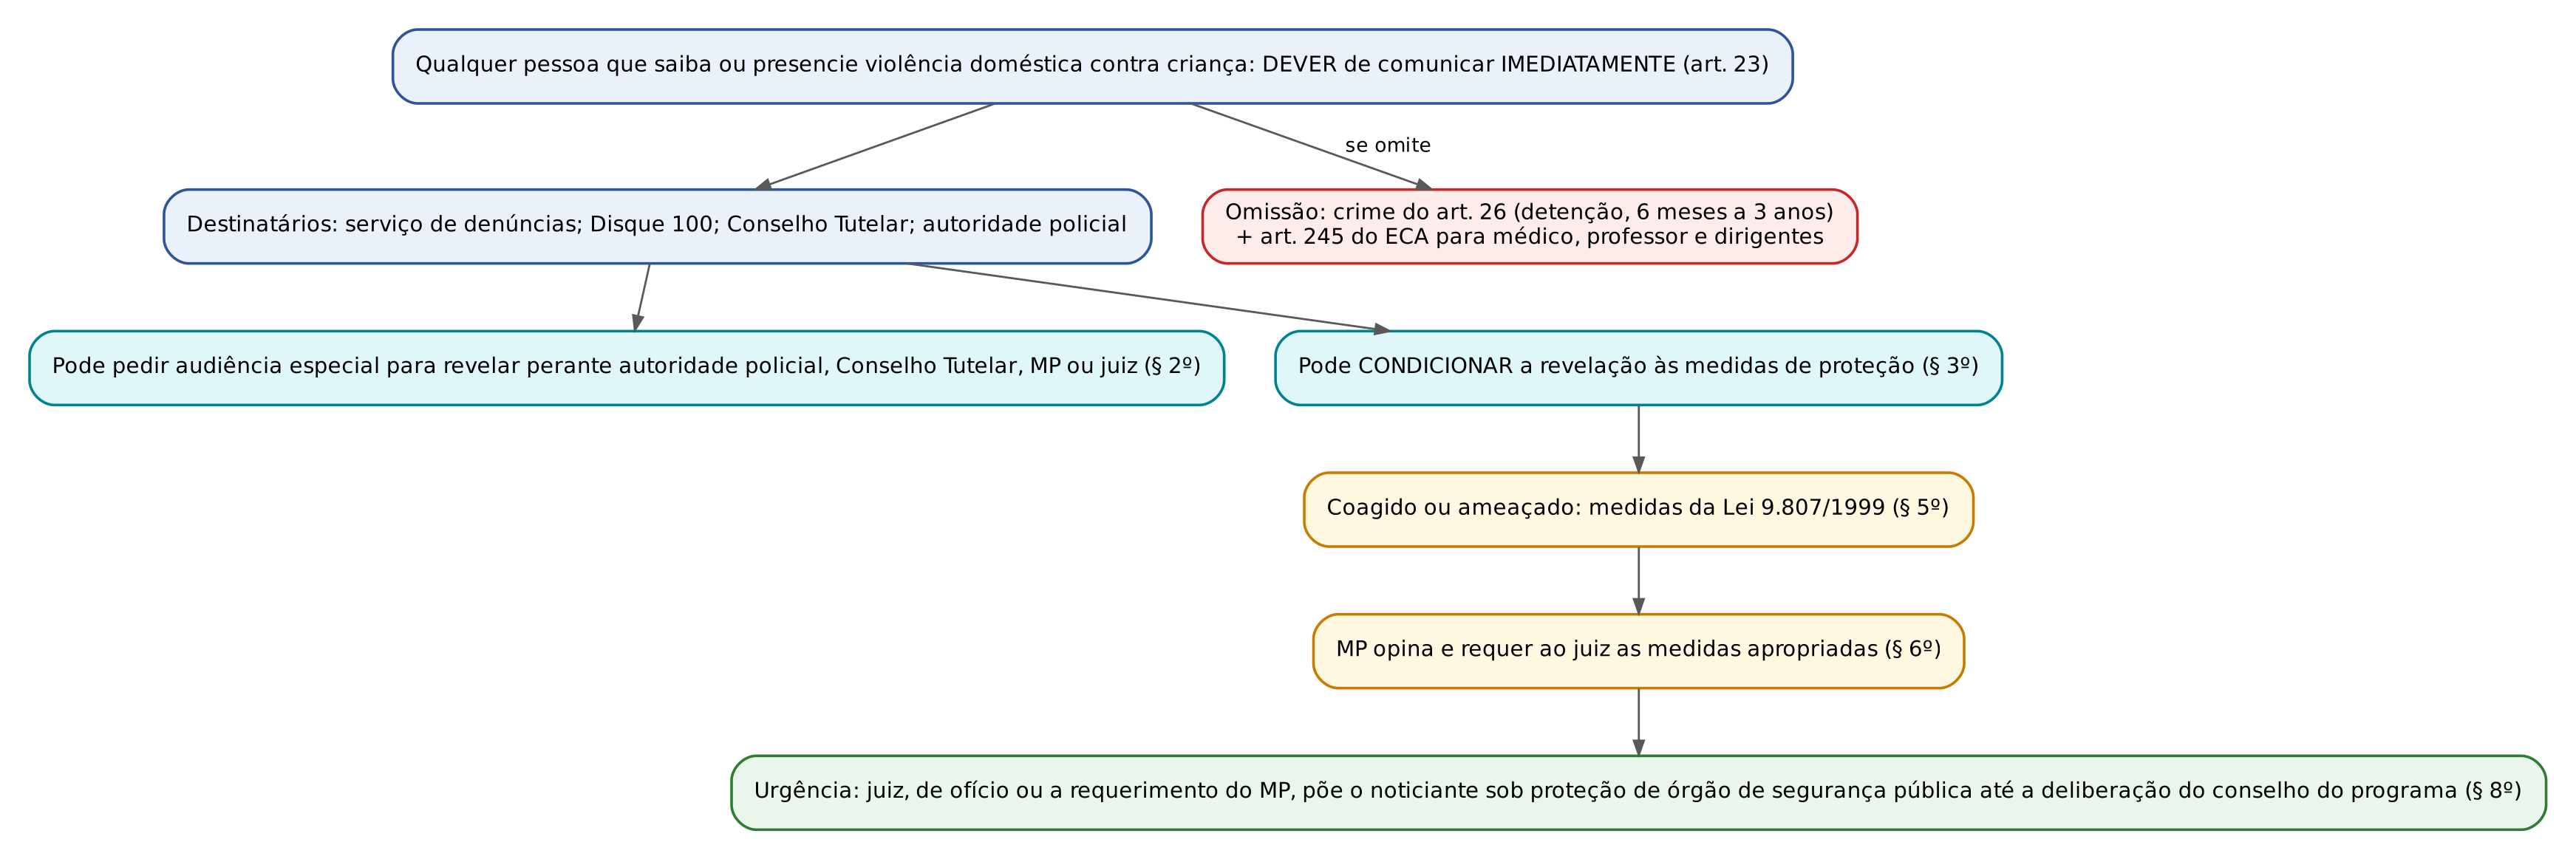 Qualquer pessoa que saiba ou presencie violência doméstica contra criança: DEVER de comunicar IMEDIATAMENTE (art. 23)
se omite
Destinatários: serviço de denúncias; Disque 100; Conselho Tutelar; autoridade policial
Omissão: crime do art. 26 (detenção, 6 meses a 3 anos)
+ art. 245 do ECA para médico, professor e dirigentes
Pode pedir audiência especial para revelar perante autoridade policial, Conselho Tutelar, MP ou juiz (§ 2º)
Pode CONDICIONAR a revelação às medidas de proteção (§ 3º)
Coagido ou ameaçado: medidas da Lei 9.807/1999 (§ 5º)
MP opina e requer ao juiz as medidas apropriadas (§ 6º)
Urgência: juiz, de ofício ou a requerimento do MP, põe o noticiante sob proteção de órgão de segurança pública até a deliberação do conselho do programa (§ 8º)